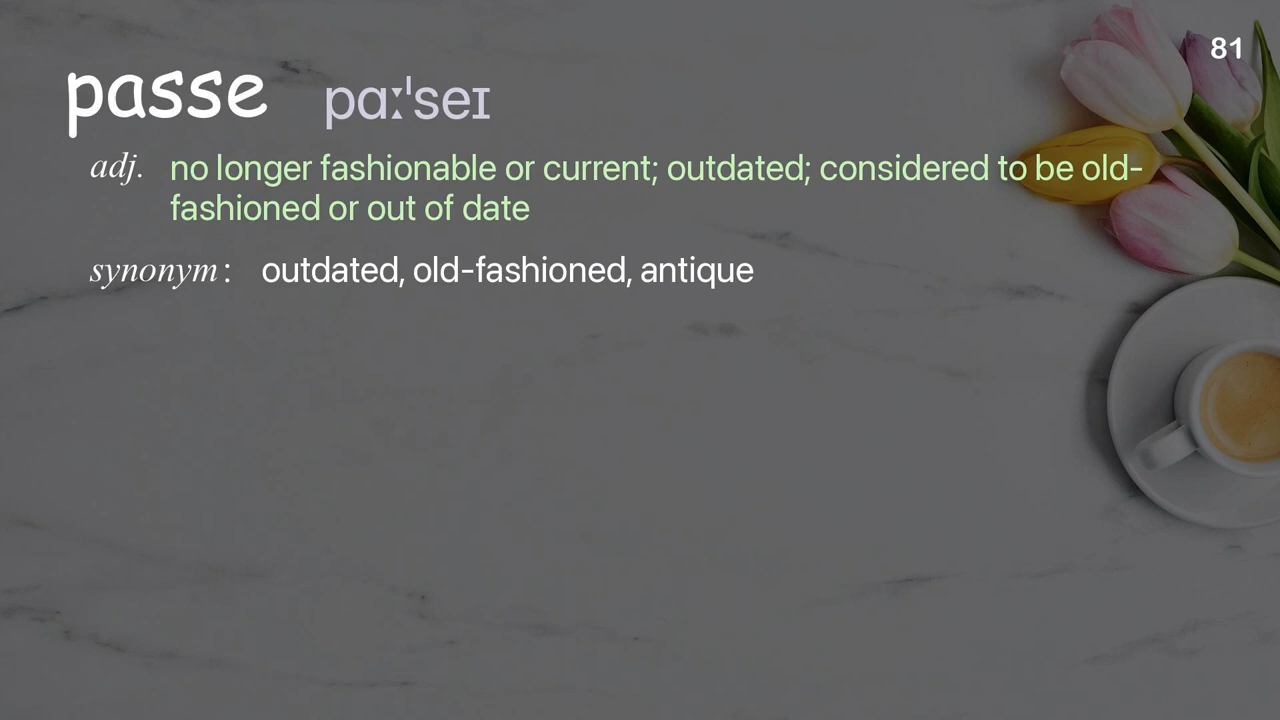 81
passe pɑːˈseɪ
adj. no longer fashionable or current; outdated; considered to be old-
fashioned or out of date
synonym: outdated, old-fashioned, antique